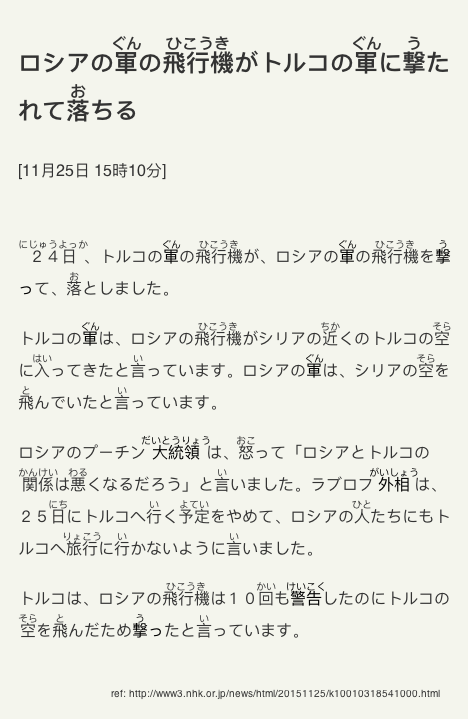 ロシアの軍の飛行機がトルコの軍に撃た
れて落ちる
[11月25日 15時10分]
２４日、トルコの軍の飛行機が、ロシアの軍の飛行機を撃
って、落としました。
トルコの軍は、ロシアの飛行機がシリアの近くのトルコの空
に入ってきたと言っています。ロシアの軍は、シリアの空を
飛んでいたと言っています。
ロシアのプーチン大統領は、怒って「ロシアとトルコの
関係は悪くなるだろう」と言いました。ラブロフ外相は、
２５日にトルコへ行く予定をやめて、ロシアの人たちにもト
ルコへ旅行に行かないように言いました。
トルコは、ロシアの飛行機は１０回も警告したのにトルコの
空を飛んだため撃ったと言っています。
ref: http://www3.nhk.or.jp/news/html/20151125/k10010318541000.html